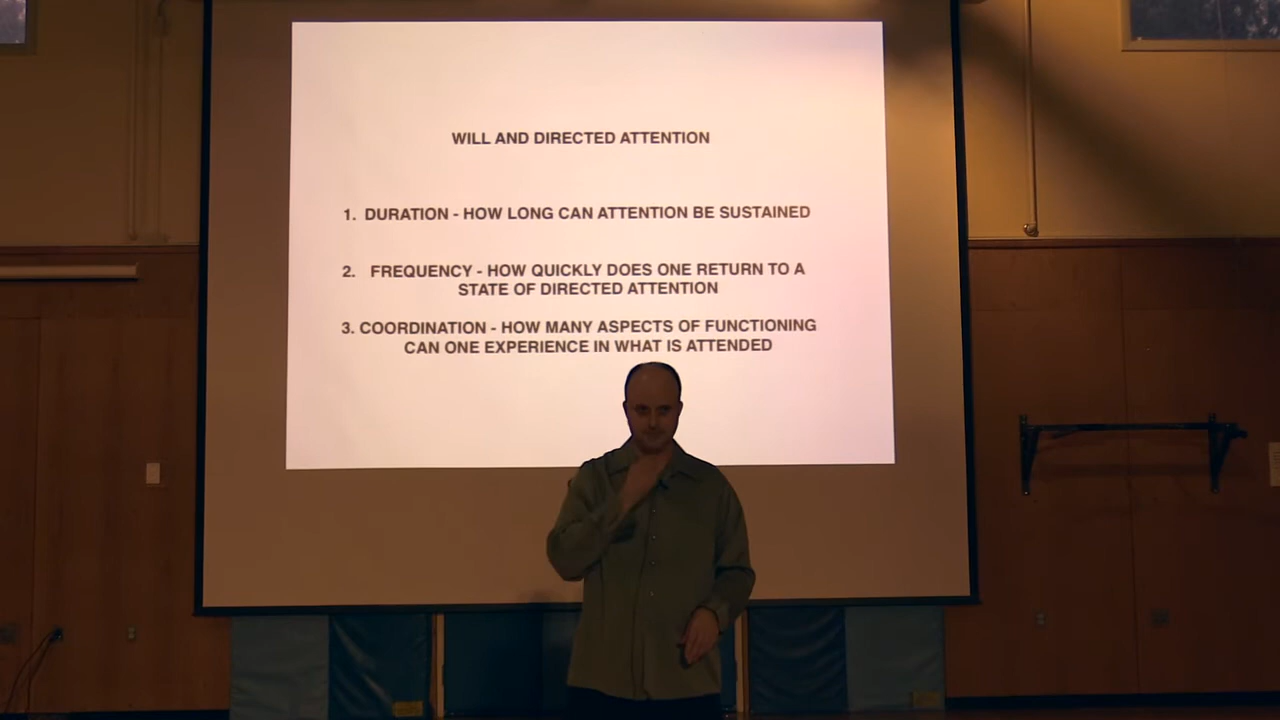 WILL AND DIRECTED ATTENTION
1. DURATION - HOW LONG CAN ATTENTION BE SUSTAINED
2. FREQUENCY - HOW QUICKLY DOES ONE RETURN TO A
STATE OF DIRECTED ATTENTION
3. COORDINATION - HOW MANY ASPECTS OF FUNCTIONING
CAN ONE EXPERIENCE IN WHAT IS ATTENDED